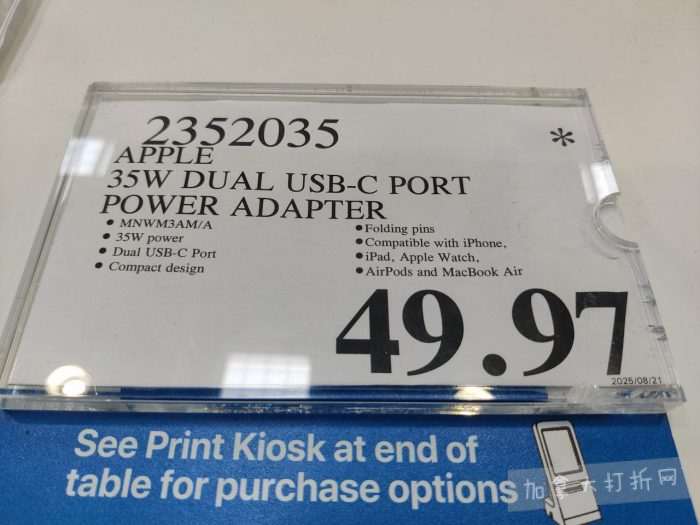 2352035 *
APPLE
35W DUAL USB-C PORT
POWER ADAPTER
• MNWM3AM/A
• 35W power
• Dual USB-C Port
• Compact design
• Folding pins
• Compatible with iPhone,
• iPad, Apple Watch,
• AirPods and MacBook Air
49.97
2025/08/21
See Print Kiosk at end of
table for purchase options
加拿大打折网